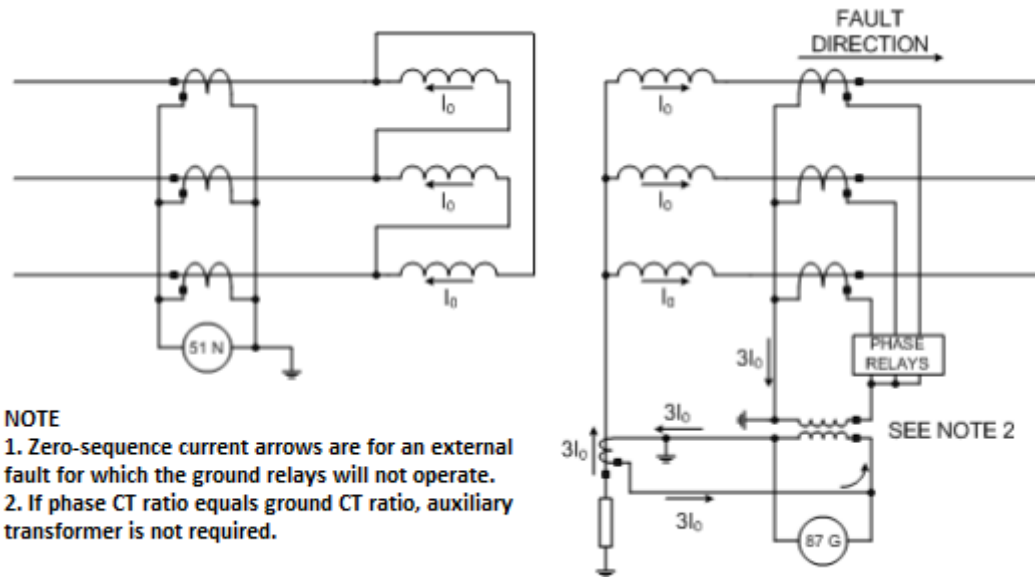 FAULT
DIRECTION
I₀
I₀
I₀
I₀
I₀
I₀
51 N
PHASE
RELAYS
3I₀
SEE NOTE 2
3I₀
3I₀
3I₀
87 G
NOTE
1. Zero-sequence current arrows are for an external
fault for which the ground relays will not operate.
2. If phase CT ratio equals ground CT ratio, auxiliary
transformer is not required.